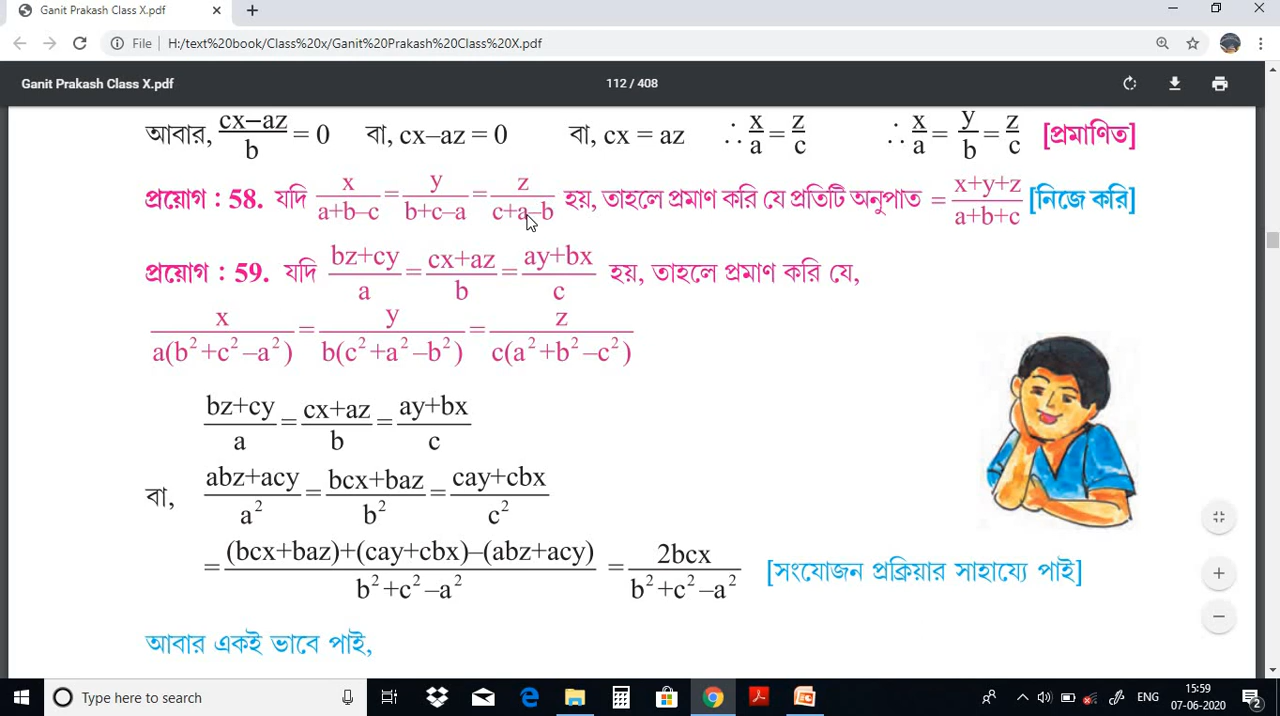 Ganit Prakash Class X.pdf
File H:/text%20book/Class%20x/Ganit%20Prakash%20Class%20X.pdf
Ganit Prakash Class X.pdf 112 / 408
আবার, (cx–az)/b = 0 বা, cx–az = 0 বা, cx = az ∴ x/a = z/c ∴ x/a = y/b = z/c [প্রমাণিত]
প্রয়োগ : 58. যদি x/(a+b–c) = y/(b+c–a) = z/(c+a–b) হয়, তাহলে প্রমাণ করি যে প্রতিটি অনুপাত = (x+y+z)/(a+b+c) [নিজে করি]
প্রয়োগ : 59. যদি (bz+cy)/a = (cx+az)/b = (ay+bx)/c হয়, তাহলে প্রমাণ করি যে,
x/(a(b²+c²–a²)) = y/(b(c²+a²–b²)) = z/(c(a²+b²–c²))
(bz+cy)/a = (cx+az)/b = (ay+bx)/c
বা, (abz+acy)/a² = (bcx+baz)/b² = (cay+cbx)/c²
= ((bcx+baz)+(cay+cbx)–(abz+acy))/(b²+c²–a²) = 2bcx/(b²+c²–a²) [সংযোজন প্রক্রিয়ার সাহায্যে পাই]
আবার একই ভাবে পাই,
Type here to search ENG 15:59
07-06-2020 2